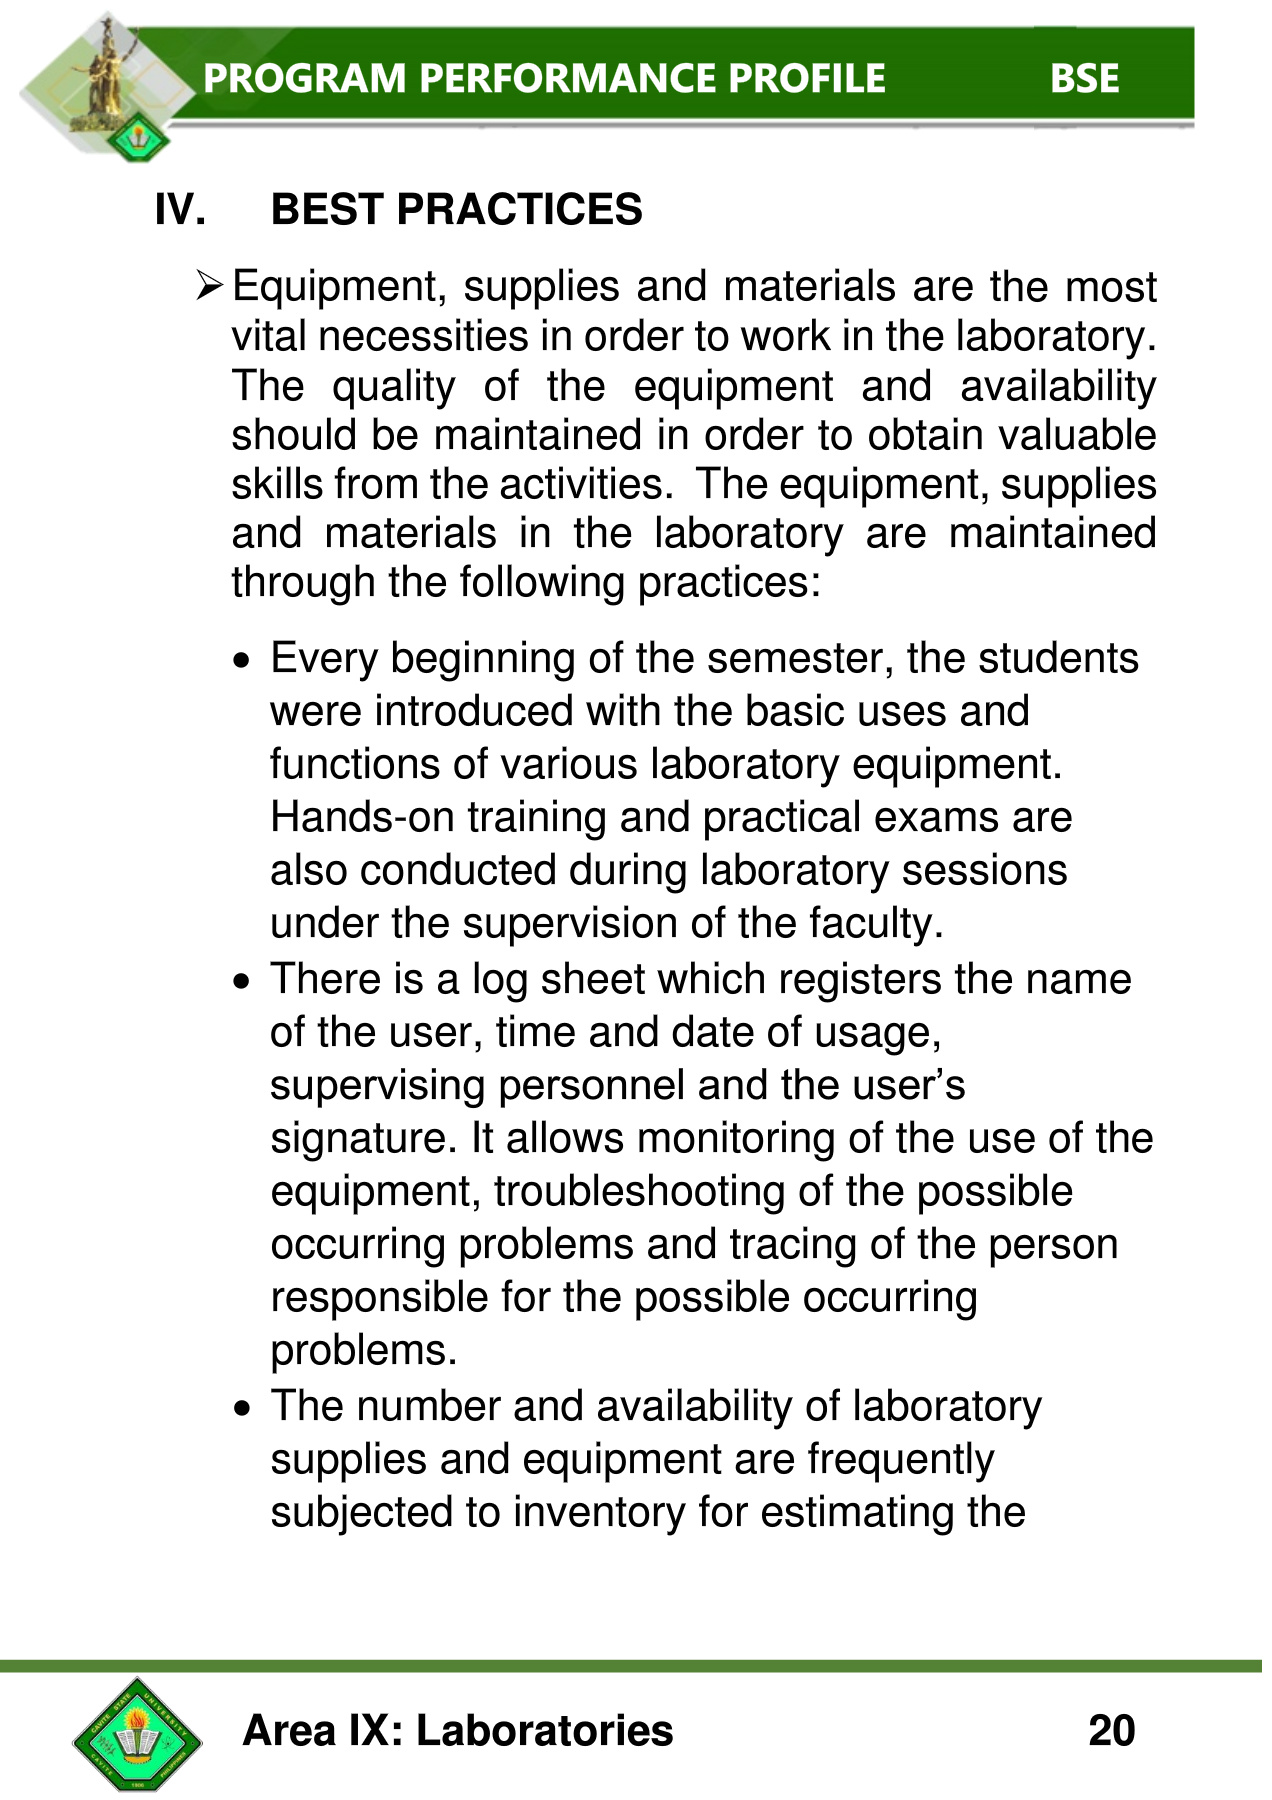 PROGRAM PERFORMANCE PROFILE BSE
IV. BEST PRACTICES
➢ Equipment, supplies and materials are the most
vital necessities in order to work in the laboratory.
The quality of the equipment and availability
should be maintained in order to obtain valuable
skills from the activities. The equipment, supplies
and materials in the laboratory are maintained
through the following practices:
• Every beginning of the semester, the students
were introduced with the basic uses and
functions of various laboratory equipment.
Hands-on training and practical exams are
also conducted during laboratory sessions
under the supervision of the faculty.
• There is a log sheet which registers the name
of the user, time and date of usage,
supervising personnel and the user’s
signature. It allows monitoring of the use of the
equipment, troubleshooting of the possible
occurring problems and tracing of the person
responsible for the possible occurring
problems.
• The number and availability of laboratory
supplies and equipment are frequently
subjected to inventory for estimating the
CAVITE STATE UNIVERSITY
CAVITE 1906 PHILIPPINES
Area IX: Laboratories 20